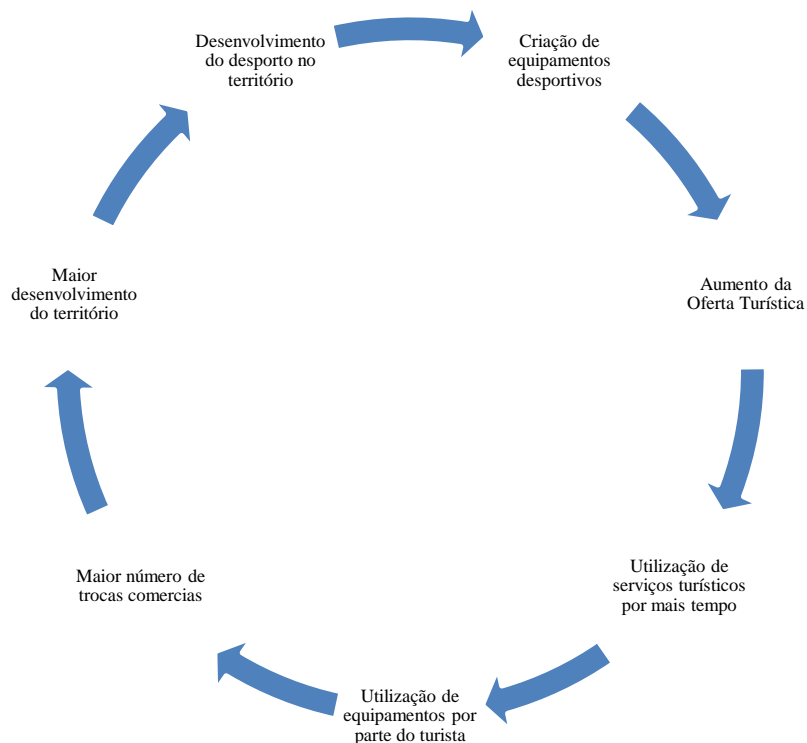 Desenvolvimento
do desporto no
território
Criação de
equipamentos
desportivos
Aumento da
Oferta Turística
Utilização de
serviços turísticos
por mais tempo
Utilização de
equipamentos por
parte do turista
Maior número de
trocas comercias
Maior
desenvolvimento
do território